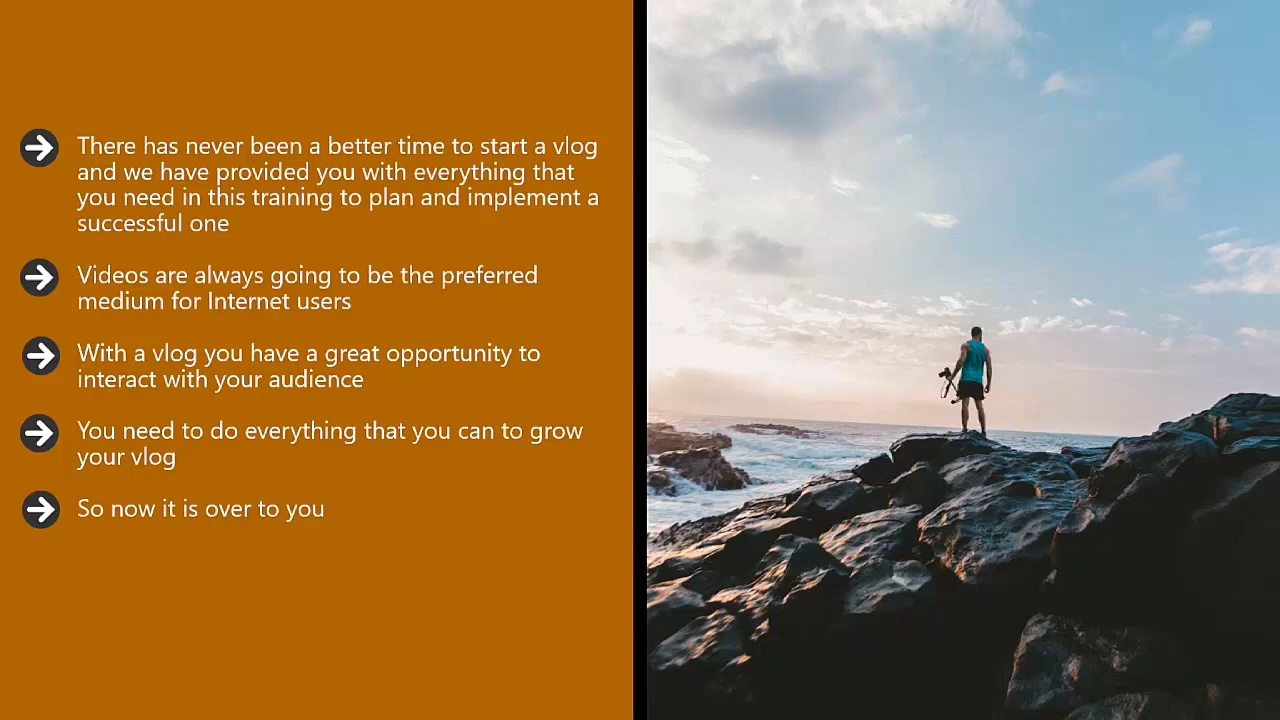 There has never been a better time to start a vlog
and we have provided you with everything that
you need in this training to plan and implement a
successful one
Videos are always going to be the preferred
medium for Internet users
With a vlog you have a great opportunity to
interact with your audience
You need to do everything that you can to grow
your vlog
So now it is over to you